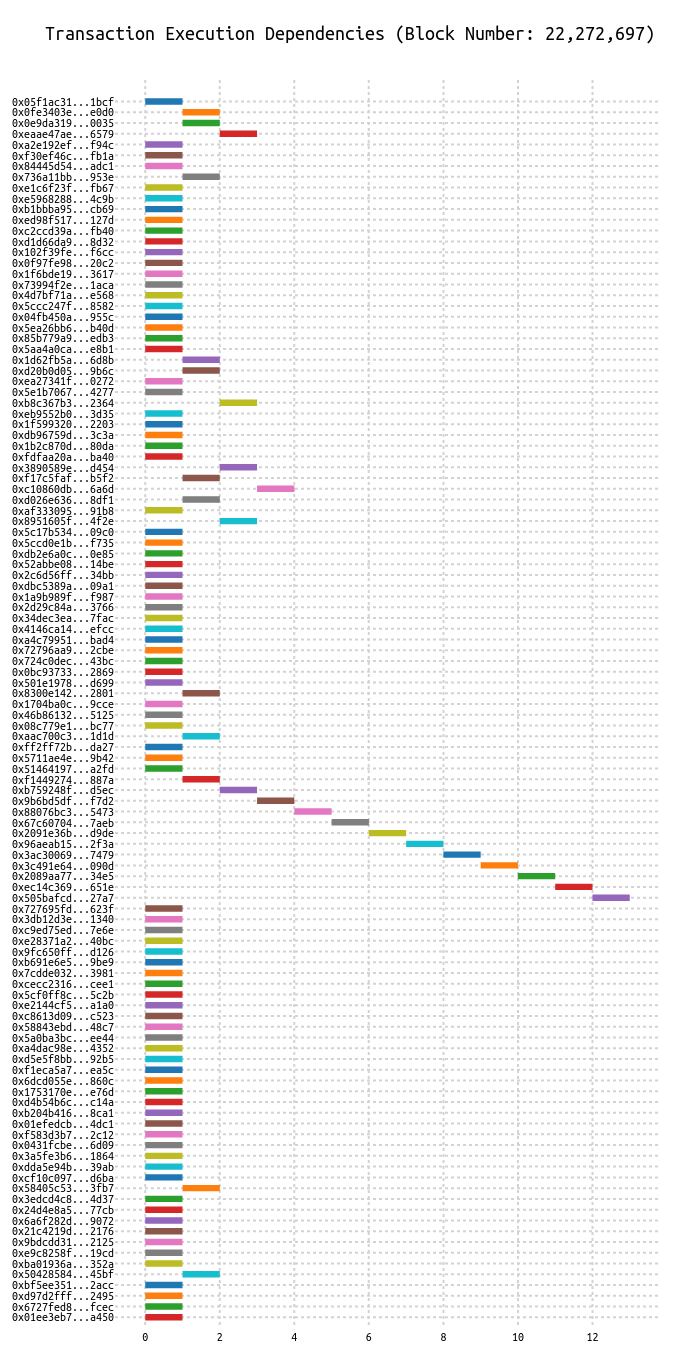 Transaction Execution Dependencies (Block Number: 22,272,697)
0x05f1ac31...1bcf
0x0fe3403e...e0d0
0x0e9da319...0035
0xeaae47ae...6579
0xa2e192ef...f94c
0xf30ef46c...fb1a
0x84445d54...adc1
0x736a11bb...953e
0xe1c6f23f...fb67
0xe5968288...4c9b
0xb1bbba95...cb69
0xed98f517...127d
0xc2ccd39a...fb40
0xd1d66da9...8d32
0x102f39fe...f6cc
0x0f97fe98...20c2
0x1f6bde19...3617
0x73994f2e...1aca
0x4d7bf71a...e568
0x5ccc247f...8582
0x04fb450a...955c
0x5ea26bb6...b40d
0x85b779a9...edb3
0x5aa4a0ca...e8b1
0x1d62fb5a...6d8b
0xd20b0d05...9b6c
0xea27341f...0272
0x5e1b7067...4277
0xb8c367b3...2364
0xeb9552b0...3d35
0x1f599320...2203
0xdb96759d...3c3a
0x1b2c870d...80da
0xfdfaa20a...ba40
0x3890589e...d454
0xf17c5faf...b5f2
0xc10860db...6a6d
0xd026e636...8df1
0xaf333095...91b8
0x8951605f...4f2e
0x5c17b534...09c0
0x5ccd0e1b...f735
0xdb2e6a0c...0e85
0x52abbe08...14be
0x2c6d56ff...34bb
0xdbc5389a...09a1
0x1a9b989f...f987
0x2d29c84a...3766
0x34dec3ea...7fac
0x4146ca14...efcc
0xa4c79951...bad4
0x72796aa9...2cbe
0x724c0dec...43bc
0x0bc93733...2869
0x501e1978...d699
0x8300e142...2801
0x1704ba0c...9cce
0x46b86132...5125
0x08c779e1...bc77
0xaac700c3...1d1d
0xff2ff72b...da27
0x5711ae4e...9b42
0x51464197...a2fd
0xf1449274...887a
0xb759248f...d5ec
0x9b6bd5df...f7d2
0x88076bc3...5473
0x67c60704...7aeb
0x2091e36b...d9de
0x96aeab15...2f3a
0x3ac30069...7479
0x3c491e64...090d
0x2089aa77...34e5
0xec14c369...651e
0x505bafcd...27a7
0x727695fd...623f
0x3db12d3e...1340
0xc9ed75ed...7e6e
0xe28371a2...40bc
0x9fc650ff...d126
0xb691e6e5...9be9
0x7cdde032...3981
0xcecc2316...cee1
0x5cf0ff8c...5c2b
0xe2144cf5...a1a0
0xc8613d09...c523
0x58843ebd...48c7
0x5a0ba3bc...ee44
0xa4dac98e...4352
0xd5e5f8bb...92b5
0xf1eca5a7...ea5c
0x6dcd055e...860c
0x1753170e...e76d
0xd4b54b6c...c14a
0xb204b416...8ca1
0x01efedcb...4dc1
0xf583d3b7...2c12
0x0431fcbe...6d09
0x3a5fe3b6...1864
0xdda5e94b...39ab
0xcf10c097...d6ba
0x58405c53...3fb7
0x3edcd4c8...4d37
0x24d4e8a5...77cb
0x6a6f282d...9072
0x21c4219d...2176
0x9bdcdd31...2125
0xe9c8258f...19cd
0xba01936a...352a
0x50428584...45bf
0xbf5ee351...2acc
0xd97d2fff...2495
0x6727fed8...fcec
0x01ee3eb7...a450
0 2 4 6 8 10 12